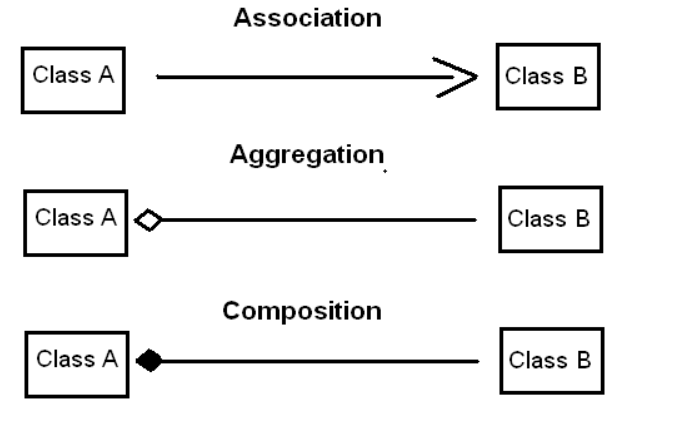 Association
Class A
Class B
Aggregation
Class A
Class B
Composition
Class A
Class B